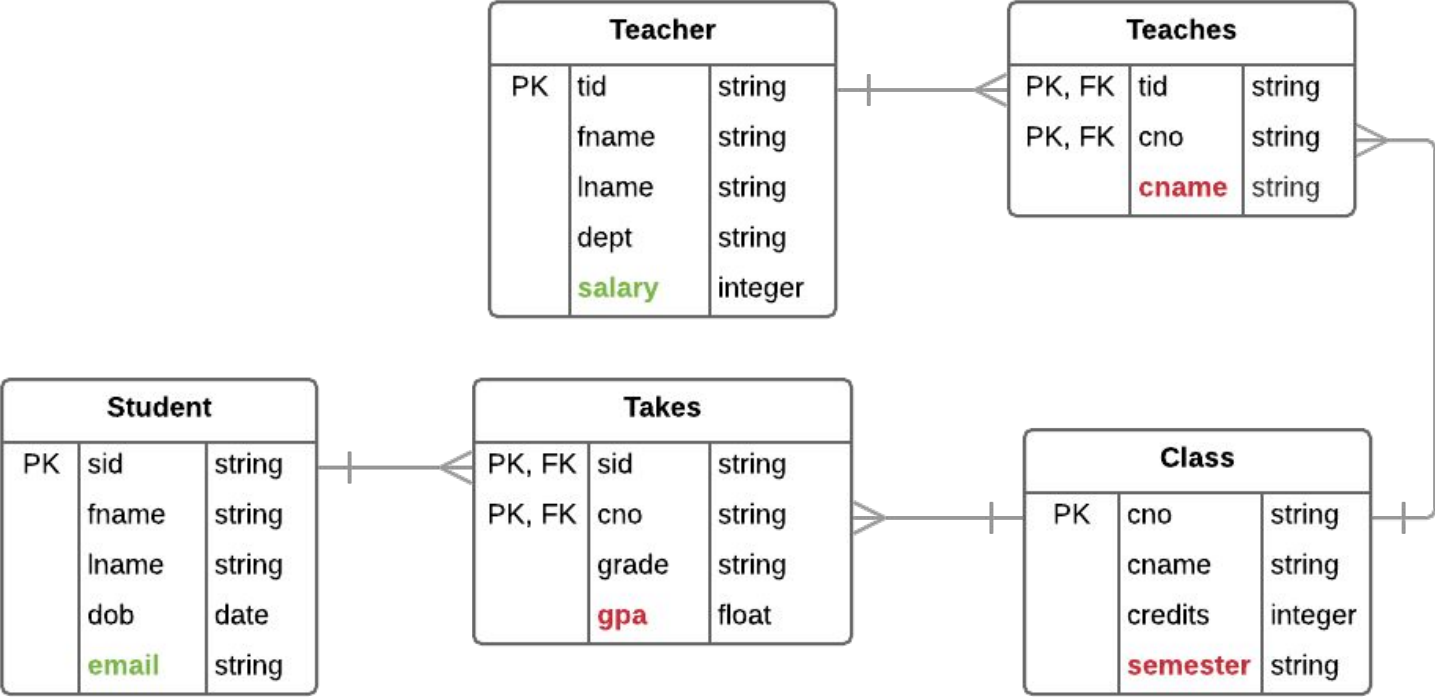 Teacher
PK tid string
fname string
lname string
dept string
salary integer
Teaches
PK, FK tid string
PK, FK cno string
cname string
Student
PK sid string
fname string
lname string
dob date
email string
Takes
PK, FK sid string
PK, FK cno string
grade string
gpa float
Class
PK cno string
cname string
credits integer
semester string